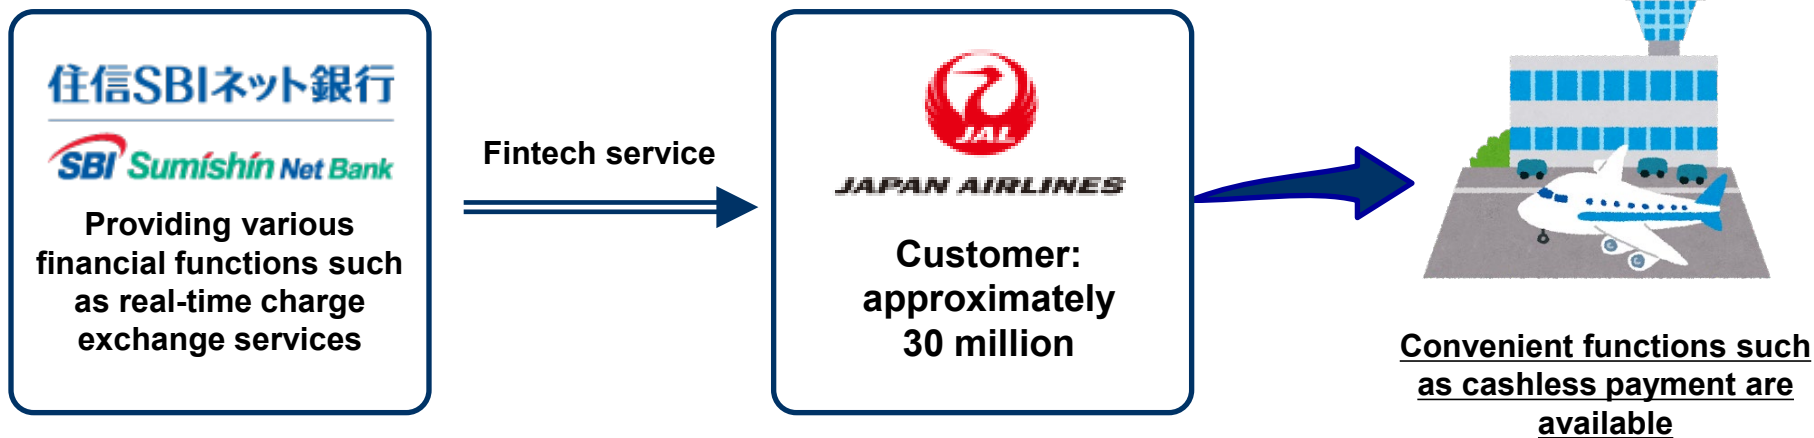 住信SBIネット銀行
SBI Sumishin Net Bank
Providing various
financial functions such
as real-time charge
exchange services
Fintech service
JAL
JAPAN AIRLINES
Customer:
approximately
30 million
Convenient functions such
as cashless payment are
available